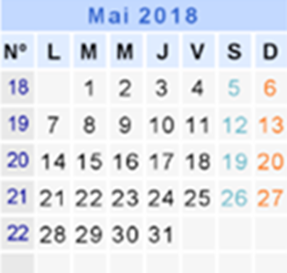 Mai 2018
Nº L M M J V S D
18 1 2 3 4 5 6
19 7 8 9 10 11 12 13
20 14 15 16 17 18 19 20
21 21 22 23 24 25 26 27
22 28 29 30 31